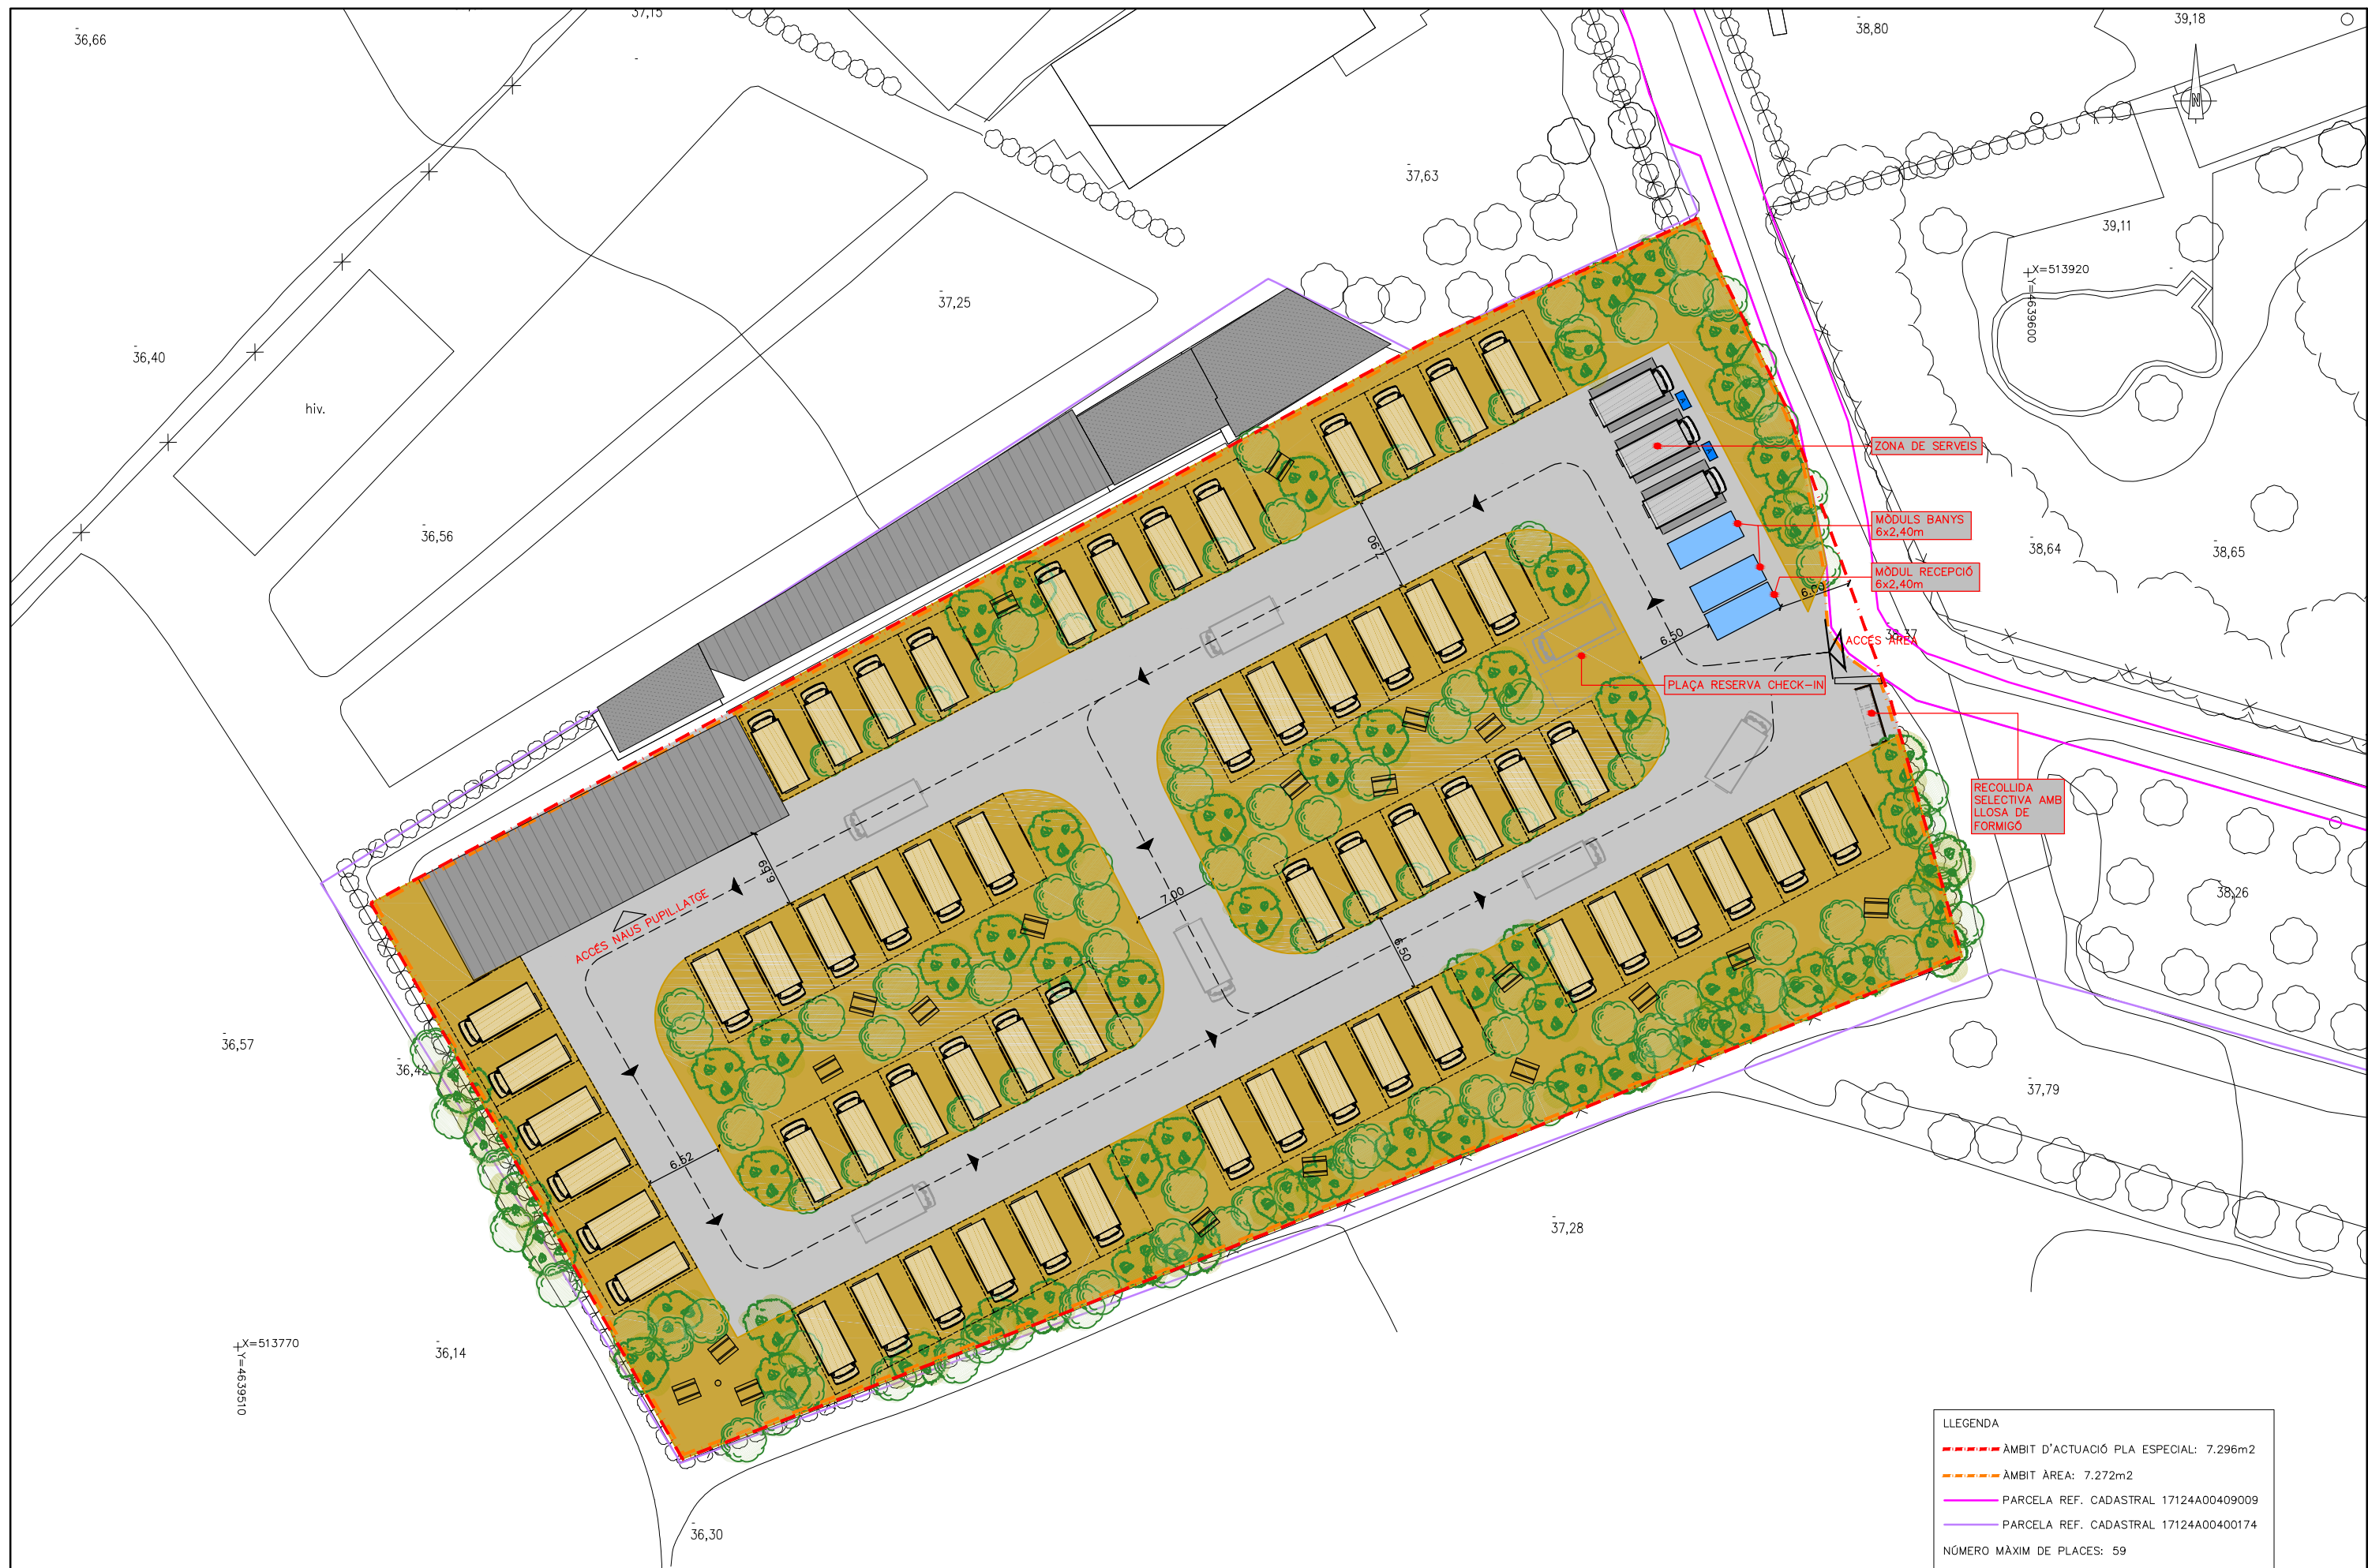 37,15
39,18
36,66
38,80
N
37,63
39,11
X=513920
Y=4639600
37,25
36,40
hiv.
ZONA DE SERVEIS
MÒDULS BANYS
6x2,40m
36,56
7.90
38,64
38,65
MÒDUL RECEPCIÓ
6x2,40m
6.00
6.50
38,37
ACCÉS ÀREA
PLAÇA RESERVA CHECK-IN
RECOLLIDA
SELECTIVA AMB
LLOSA DE
FORMIGÓ
6.59
7.00
38,26
ACCÉS NAUS PUPIL.LATGE
6.50
36,57
36,42
37,79
6.52
37,28
X=513770
Y=4639510
36,14
36,30
LLEGENDA
ÀMBIT D'ACTUACIÓ PLA ESPECIAL: 7.296m2
ÀMBIT ÀREA: 7.272m2
PARCELA REF. CADASTRAL 17124A00409009
PARCELA REF. CADASTRAL 17124A00400174
NÚMERO MÀXIM DE PLACES: 59